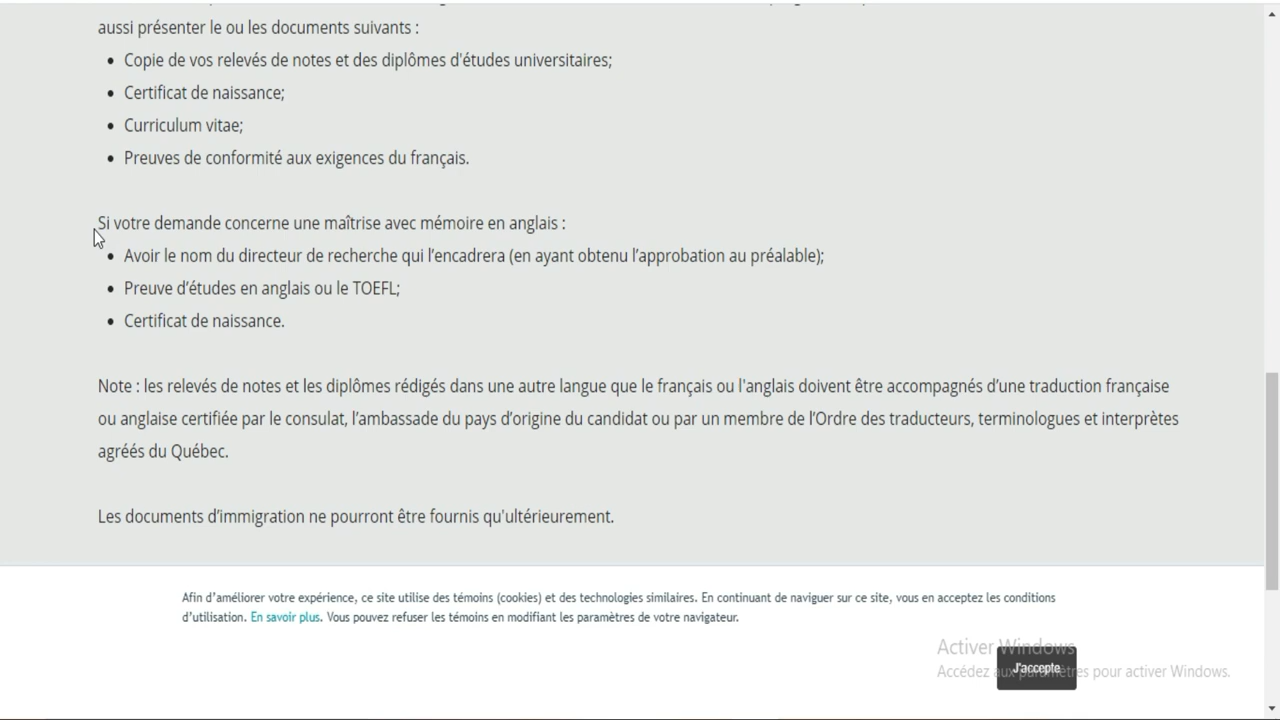 aussi présenter le ou les documents suivants :
Copie de vos relevés de notes et des diplômes d'études universitaires;
Certificat de naissance;
Curriculum vitae;
Preuves de conformité aux exigences du français.
Si votre demande concerne une maîtrise avec mémoire en anglais :
Avoir le nom du directeur de recherche qui l’encadrera (en ayant obtenu l’approbation au préalable);
Preuve d’études en anglais ou le TOEFL;
Certificat de naissance.
Note : les relevés de notes et les diplômes rédigés dans une autre langue que le français ou l'anglais doivent être accompagnés d’une traduction française
ou anglaise certifiée par le consulat, l’ambassade du pays d’origine du candidat ou par un membre de l’Ordre des traducteurs, terminologues et interprètes
agréés du Québec.
Les documents d’immigration ne pourront être fournis qu'ultérieurement.
Afin d’améliorer votre expérience, ce site utilise des témoins (cookies) et des technologies similaires. En continuant de naviguer sur ce site, vous en acceptez les conditions
d’utilisation. En savoir plus. Vous pouvez refuser les témoins en modifiant les paramètres de votre navigateur.
Activer Windows
J'accepte
Accédez aux paramètres pour activer Windows.